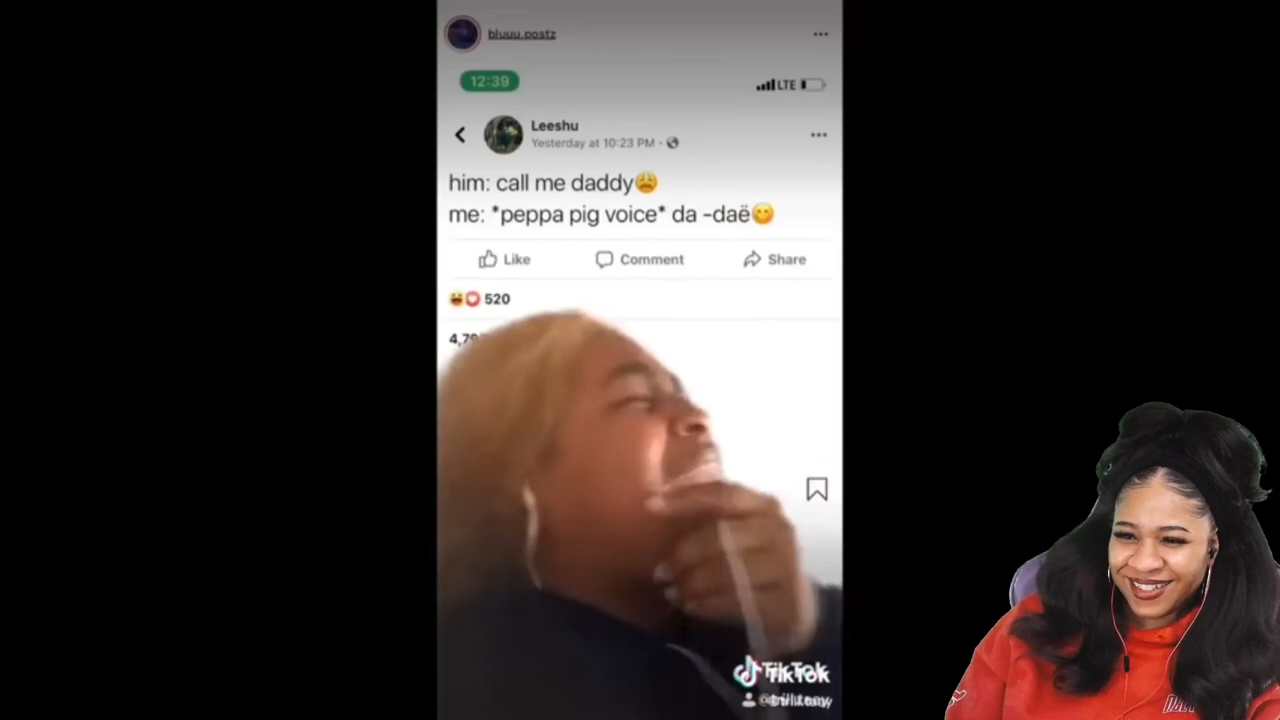 bluuu.postz
12:39
LTE
Leeshu
Yesterday at 10:23 PM ·
him: call me daddy😩
me: *peppa pig voice* da -daë😋
Like
Comment
Share
520
TikTok